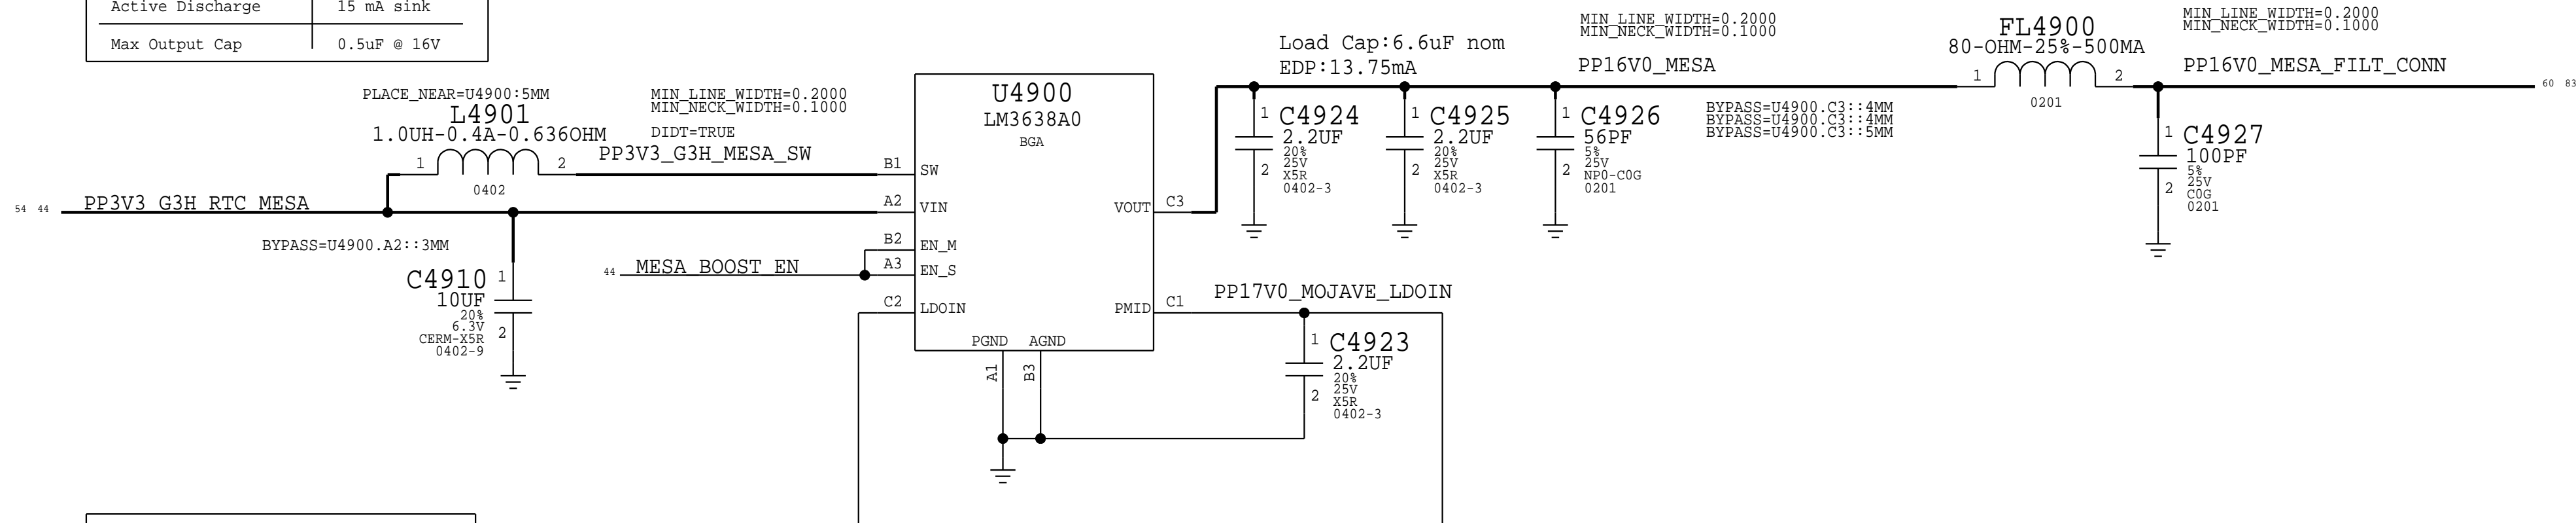 Active Discharge 15 mA sink
Max Output Cap 0.5uF @ 16V
PLACE_NEAR=U4900:5MM
L4901
1.0UH-0.4A-0.636OHM
1 2
0402
MIN_LINE_WIDTH=0.2000
MIN_NECK_WIDTH=0.1000
DIDT=TRUE
PP3V3_G3H_MESA_SW
54 44 PP3V3_G3H_RTC_MESA
BYPASS=U4900.A2::3MM
C4910
1
10UF
20%
6.3V
2
CERM-X5R
0402-9
44 MESA_BOOST_EN
U4900
LM3638A0
BGA
B1 SW
A2 VIN
B2 EN_M
A3 EN_S
C2 LDOIN
VOUT C3
PMID C1
PGND AGND
A1 B3
PP17V0_MOJAVE_LDOIN
1 C4923
2.2UF
20%
25V
2 X5R
0402-3
Load Cap:6.6uF nom
EDP:13.75mA
1 C4924
2.2UF
20%
25V
2 X5R
0402-3
1 C4925
2.2UF
20%
25V
2 X5R
0402-3
MIN_LINE_WIDTH=0.2000
MIN_NECK_WIDTH=0.1000
PP16V0_MESA
1 C4926
56PF
5%
25V
2 NP0-C0G
0201
BYPASS=U4900.C3::4MM
BYPASS=U4900.C3::4MM
BYPASS=U4900.C3::5MM
FL4900
80-OHM-25%-500MA
1 2
0201
MIN_LINE_WIDTH=0.2000
MIN_NECK_WIDTH=0.1000
PP16V0_MESA_FILT_CONN
60 83
1 C4927
100PF
5%
25V
2 C0G
0201